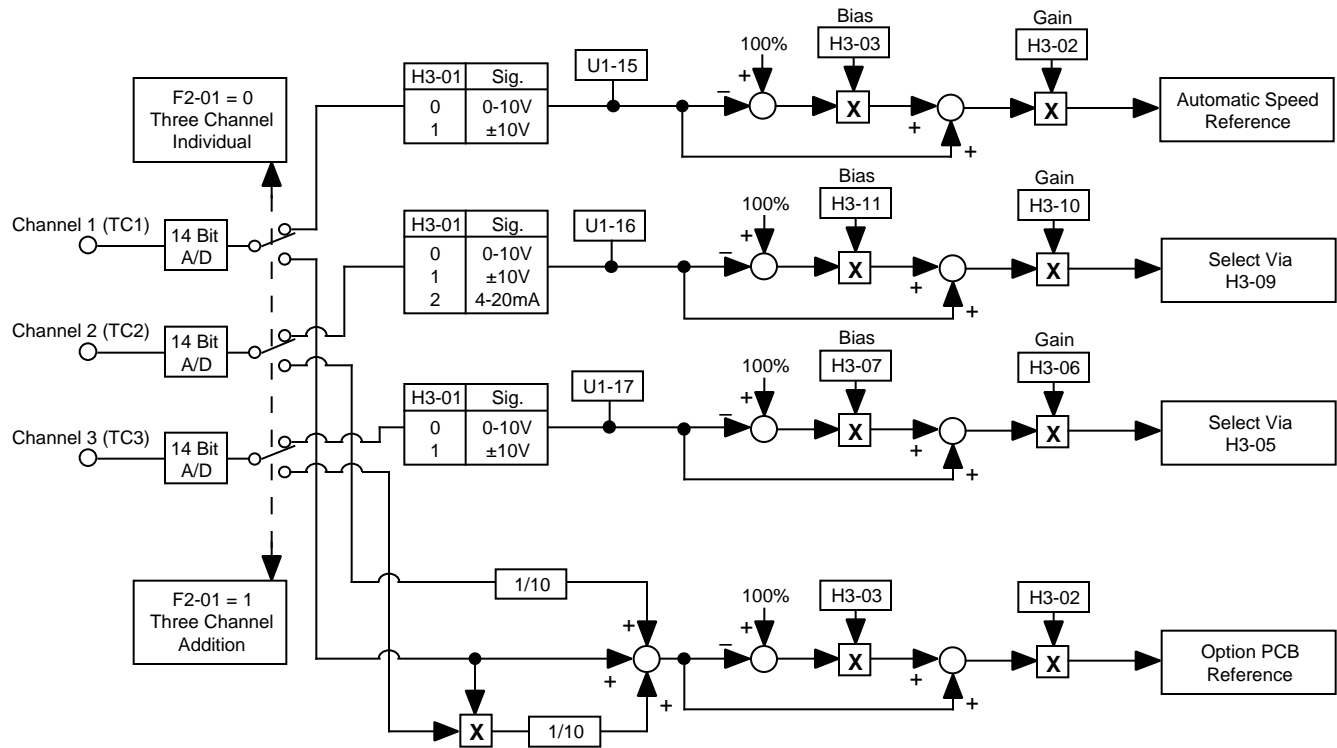 Bias
Gain
100%
H3-03
H3-02
U1-15
H3-01 Sig.
0 0-10V
1 ±10V
F2-01 = 0
Three Channel
Individual
+
–
X
X
+
+
Automatic Speed
Reference
Channel 1 (TC1)
14 Bit
A/D
Bias
Gain
100%
H3-11
H3-10
U1-16
H3-01 Sig.
0 0-10V
1 ±10V
2 4-20mA
+
–
X
X
+
+
Select Via
H3-09
Channel 2 (TC2)
14 Bit
A/D
Bias
Gain
100%
H3-07
H3-06
U1-17
H3-01 Sig.
0 0-10V
1 ±10V
+
–
X
X
+
+
Select Via
H3-05
Channel 3 (TC3)
14 Bit
A/D
F2-01 = 1
Three Channel
Addition
1/10
100%
H3-03
H3-02
+
+
+
+
–
X
X
+
+
Option PCB
Reference
X
1/10